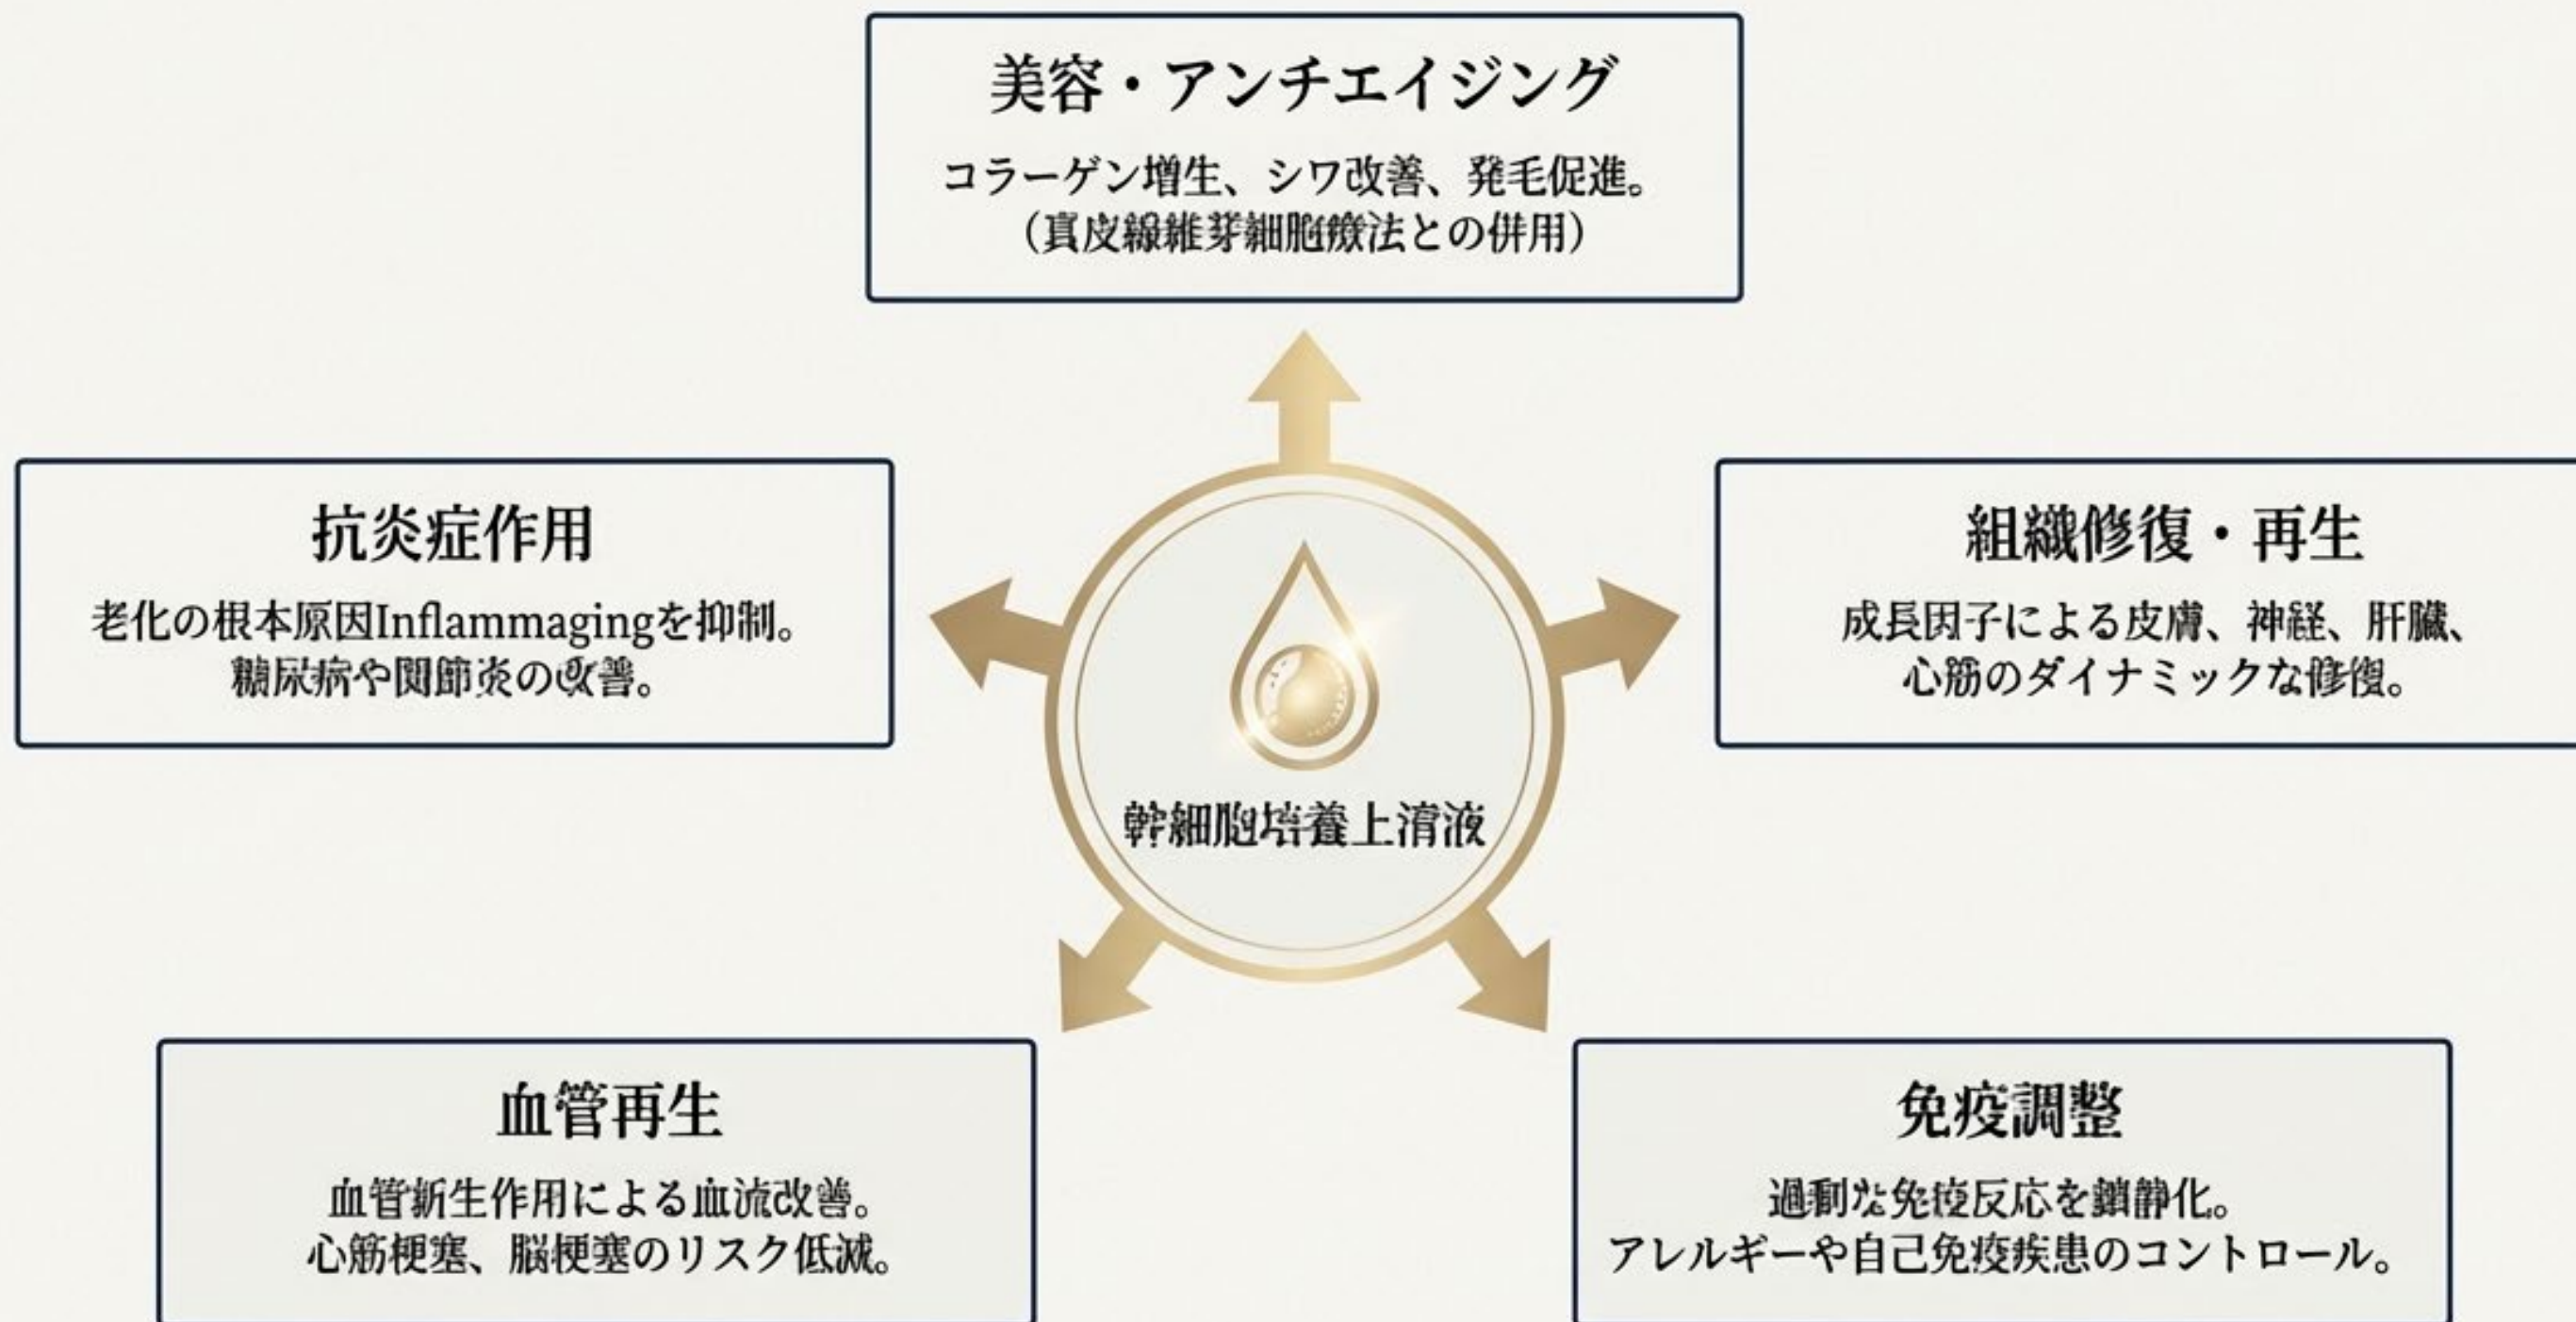 美容・アンチエイジング
コラーゲン増生、シワ改善、発毛促進。
（真皮線維芽細胞療法との併用）
抗炎症作用
老化の根本原因Inflammagingを抑制。
糖尿病や関節炎の改善。
組織修復・再生
成長因子による皮膚、神経、肝臓、
心筋のダイナミックな修復。
幹細胞培養上清液
血管再生
血管新生作用による血流改善。
心筋梗塞、脳梗塞のリスク低減。
免疫調整
過剰な免疫反応を鎮静化。
アレルギーや自己免疫疾患のコントロール。